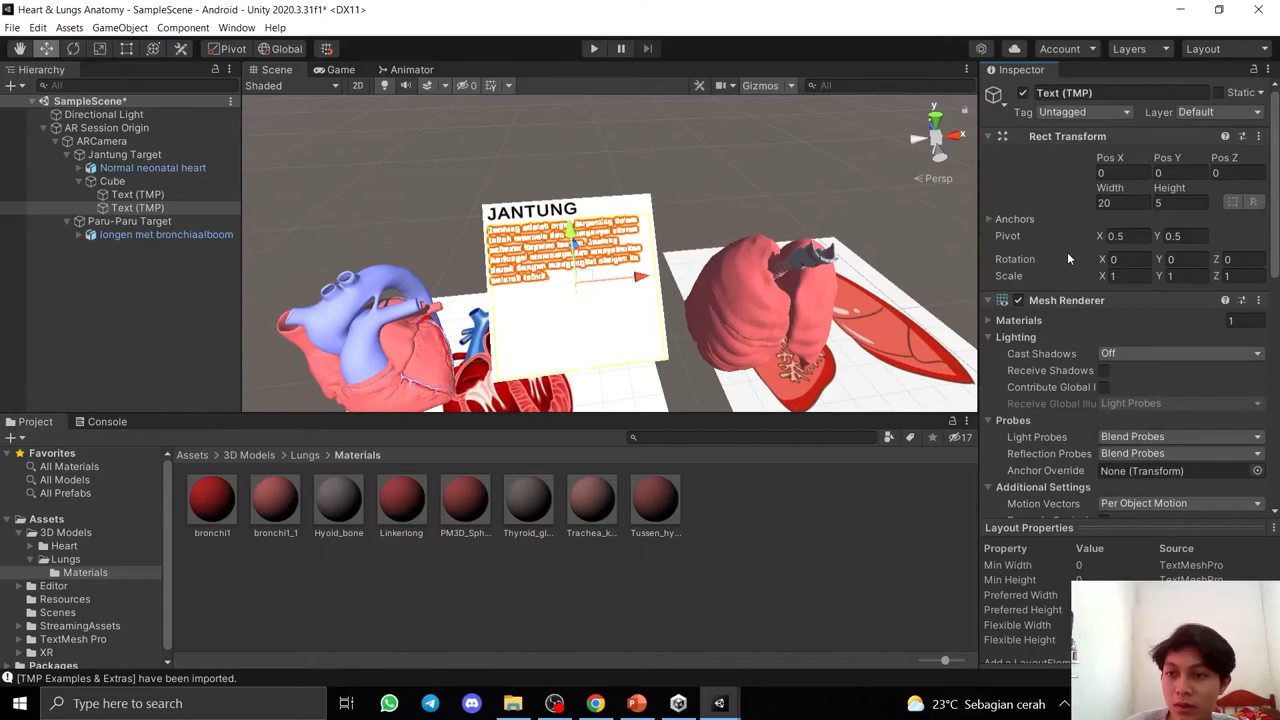 Heart & Lungs Anatomy - SampleScene - Android - Unity 2020.3.31f1* <DX11>
File Edit Assets GameObject Component Window Help
Pivot Global Account Layers Layout
Hierarchy
Scene Game Animator
Inspector
All
Shaded 2D 0 Gizmos All
SampleScene*
Directional Light
AR Session Origin
ARCamera
Jantung Target
Normal neonatal heart
Cube
Text (TMP)
Text (TMP)
Paru-Paru Target
longen met bronchiaalboom
y
x
Persp
JANTUNG
Text (TMP) Static
Tag Untagged Layer Default
Rect Transform
Pos X Pos Y Pos Z
0 0 0
Width Height
20 5
R
Anchors
Pivot X 0.5 Y 0.5
Rotation X 0 Y 0 Z 0
Scale X 1 Y 1 Z 1
Mesh Renderer
Materials 1
Lighting
Cast Shadows Off
Receive Shadows
Contribute Global I
Receive Global Illu Light Probes
Probes
Light Probes Blend Probes
Reflection Probes Blend Probes
Anchor Override None (Transform)
Additional Settings
Motion Vectors Per Object Motion
Layout Properties
Property Value Source
Min Width 0 TextMeshPro
Min Height 0 TextMeshPro
Preferred Width
Preferred Height
Flexible Width
Flexible Height
Project Console
17
Favorites
All Materials
All Models
All Prefabs
Assets
3D Models
Heart
Lungs
Materials
Editor
Resources
Scenes
StreamingAssets
TextMesh Pro
XR
Packages
Assets 3D Models Lungs Materials
bronchi1 bronchi1_1 Hyoid_bone Linkerlong PM3D_Sph... Thyroid_gl... Trachea_k... Tussen_hy...
[TMP Examples & Extras] have been imported.
Type here to search
23°C Sebagian cerah